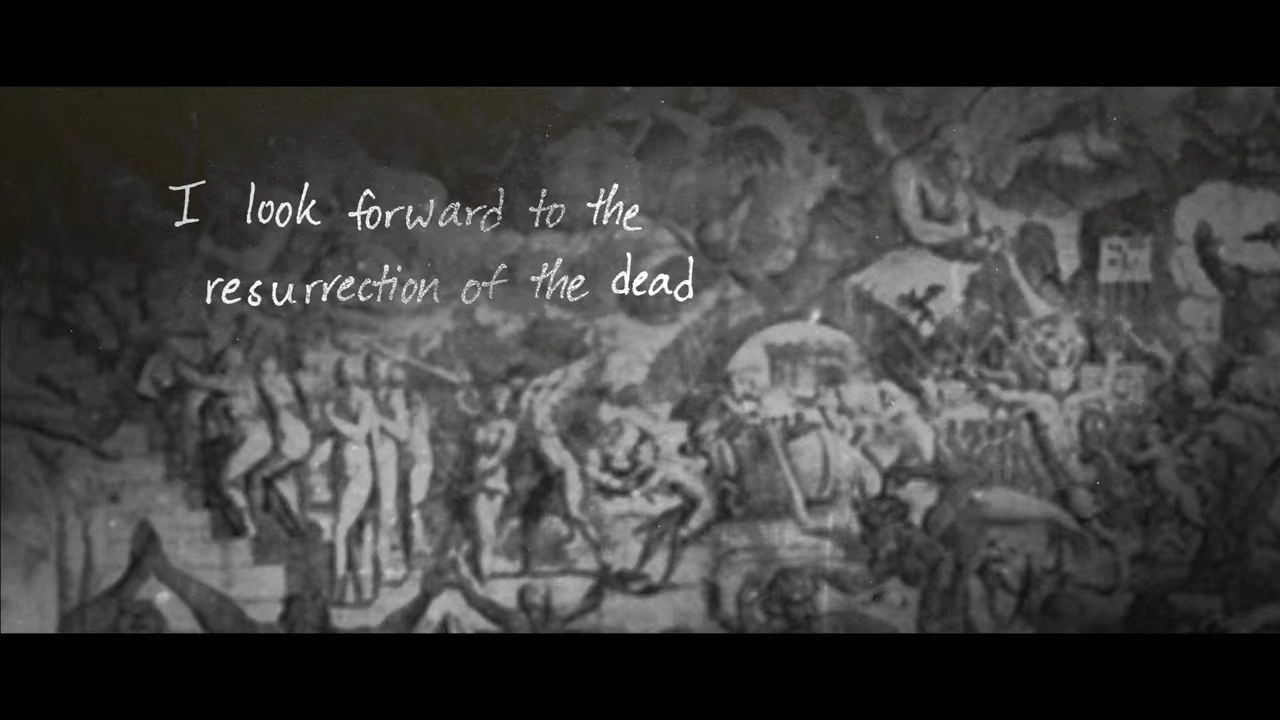 I look forward to the
resurrection of the dead